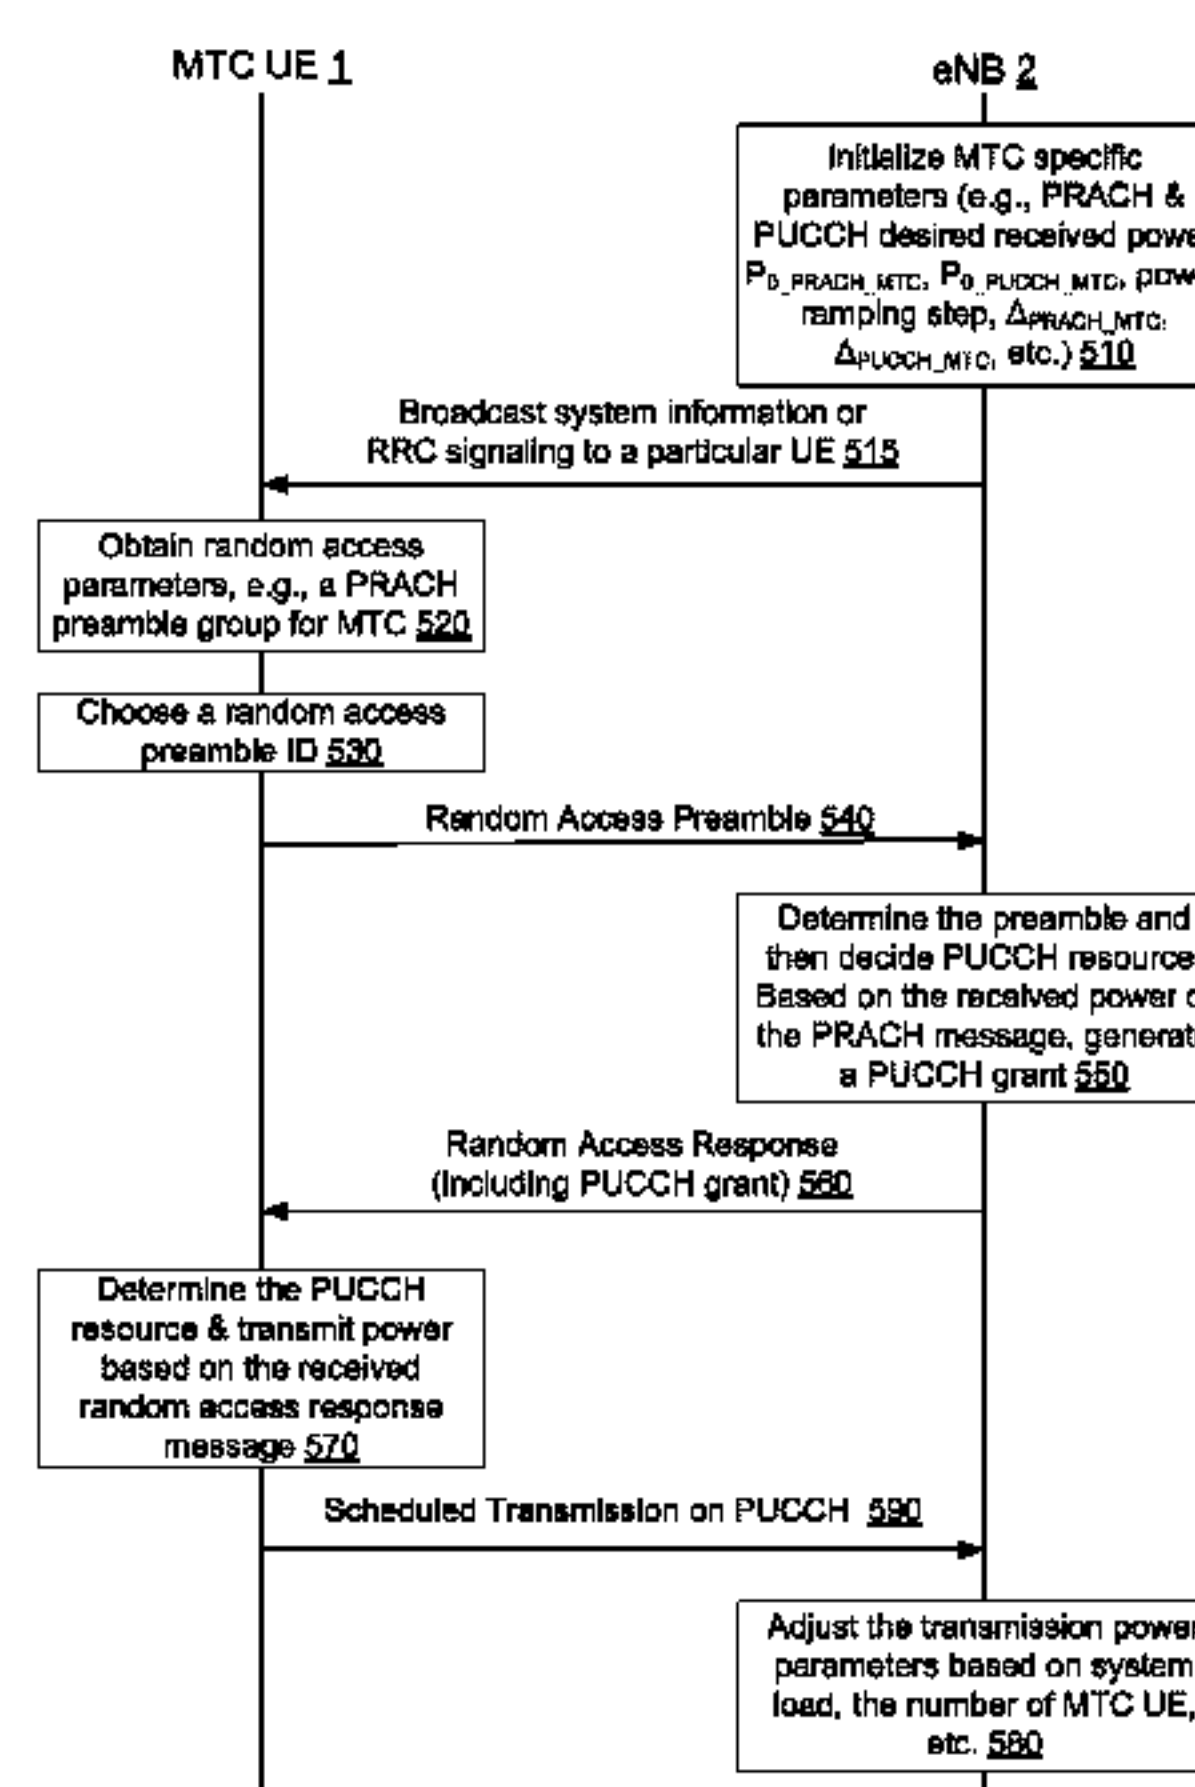 MTC UE 1
eNB 2
Initialize MTC specific
parameters (e.g., PRACH &
PUCCH desired received powe
P0_PRACH_MTC, P0_PUCCH_MTC, pow
ramping step, ΔPRACH_MTC,
ΔPUCCH_MTC, etc.) 510
Broadcast system information or
RRC signaling to a particular UE 515
Obtain random access
parameters, e.g., a PRACH
preamble group for MTC 520
Choose a random access
preamble ID 530
Random Access Preamble 540
Determine the preamble and
then decide PUCCH resource
Based on the received power
the PRACH message, generat
a PUCCH grant 550
Random Access Response
(including PUCCH grant) 560
Determine the PUCCH
resource & transmit power
based on the received
random access response
message 570
Scheduled Transmission on PUCCH 590
Adjust the transmission power
parameters based on system
load, the number of MTC UE,
etc. 580